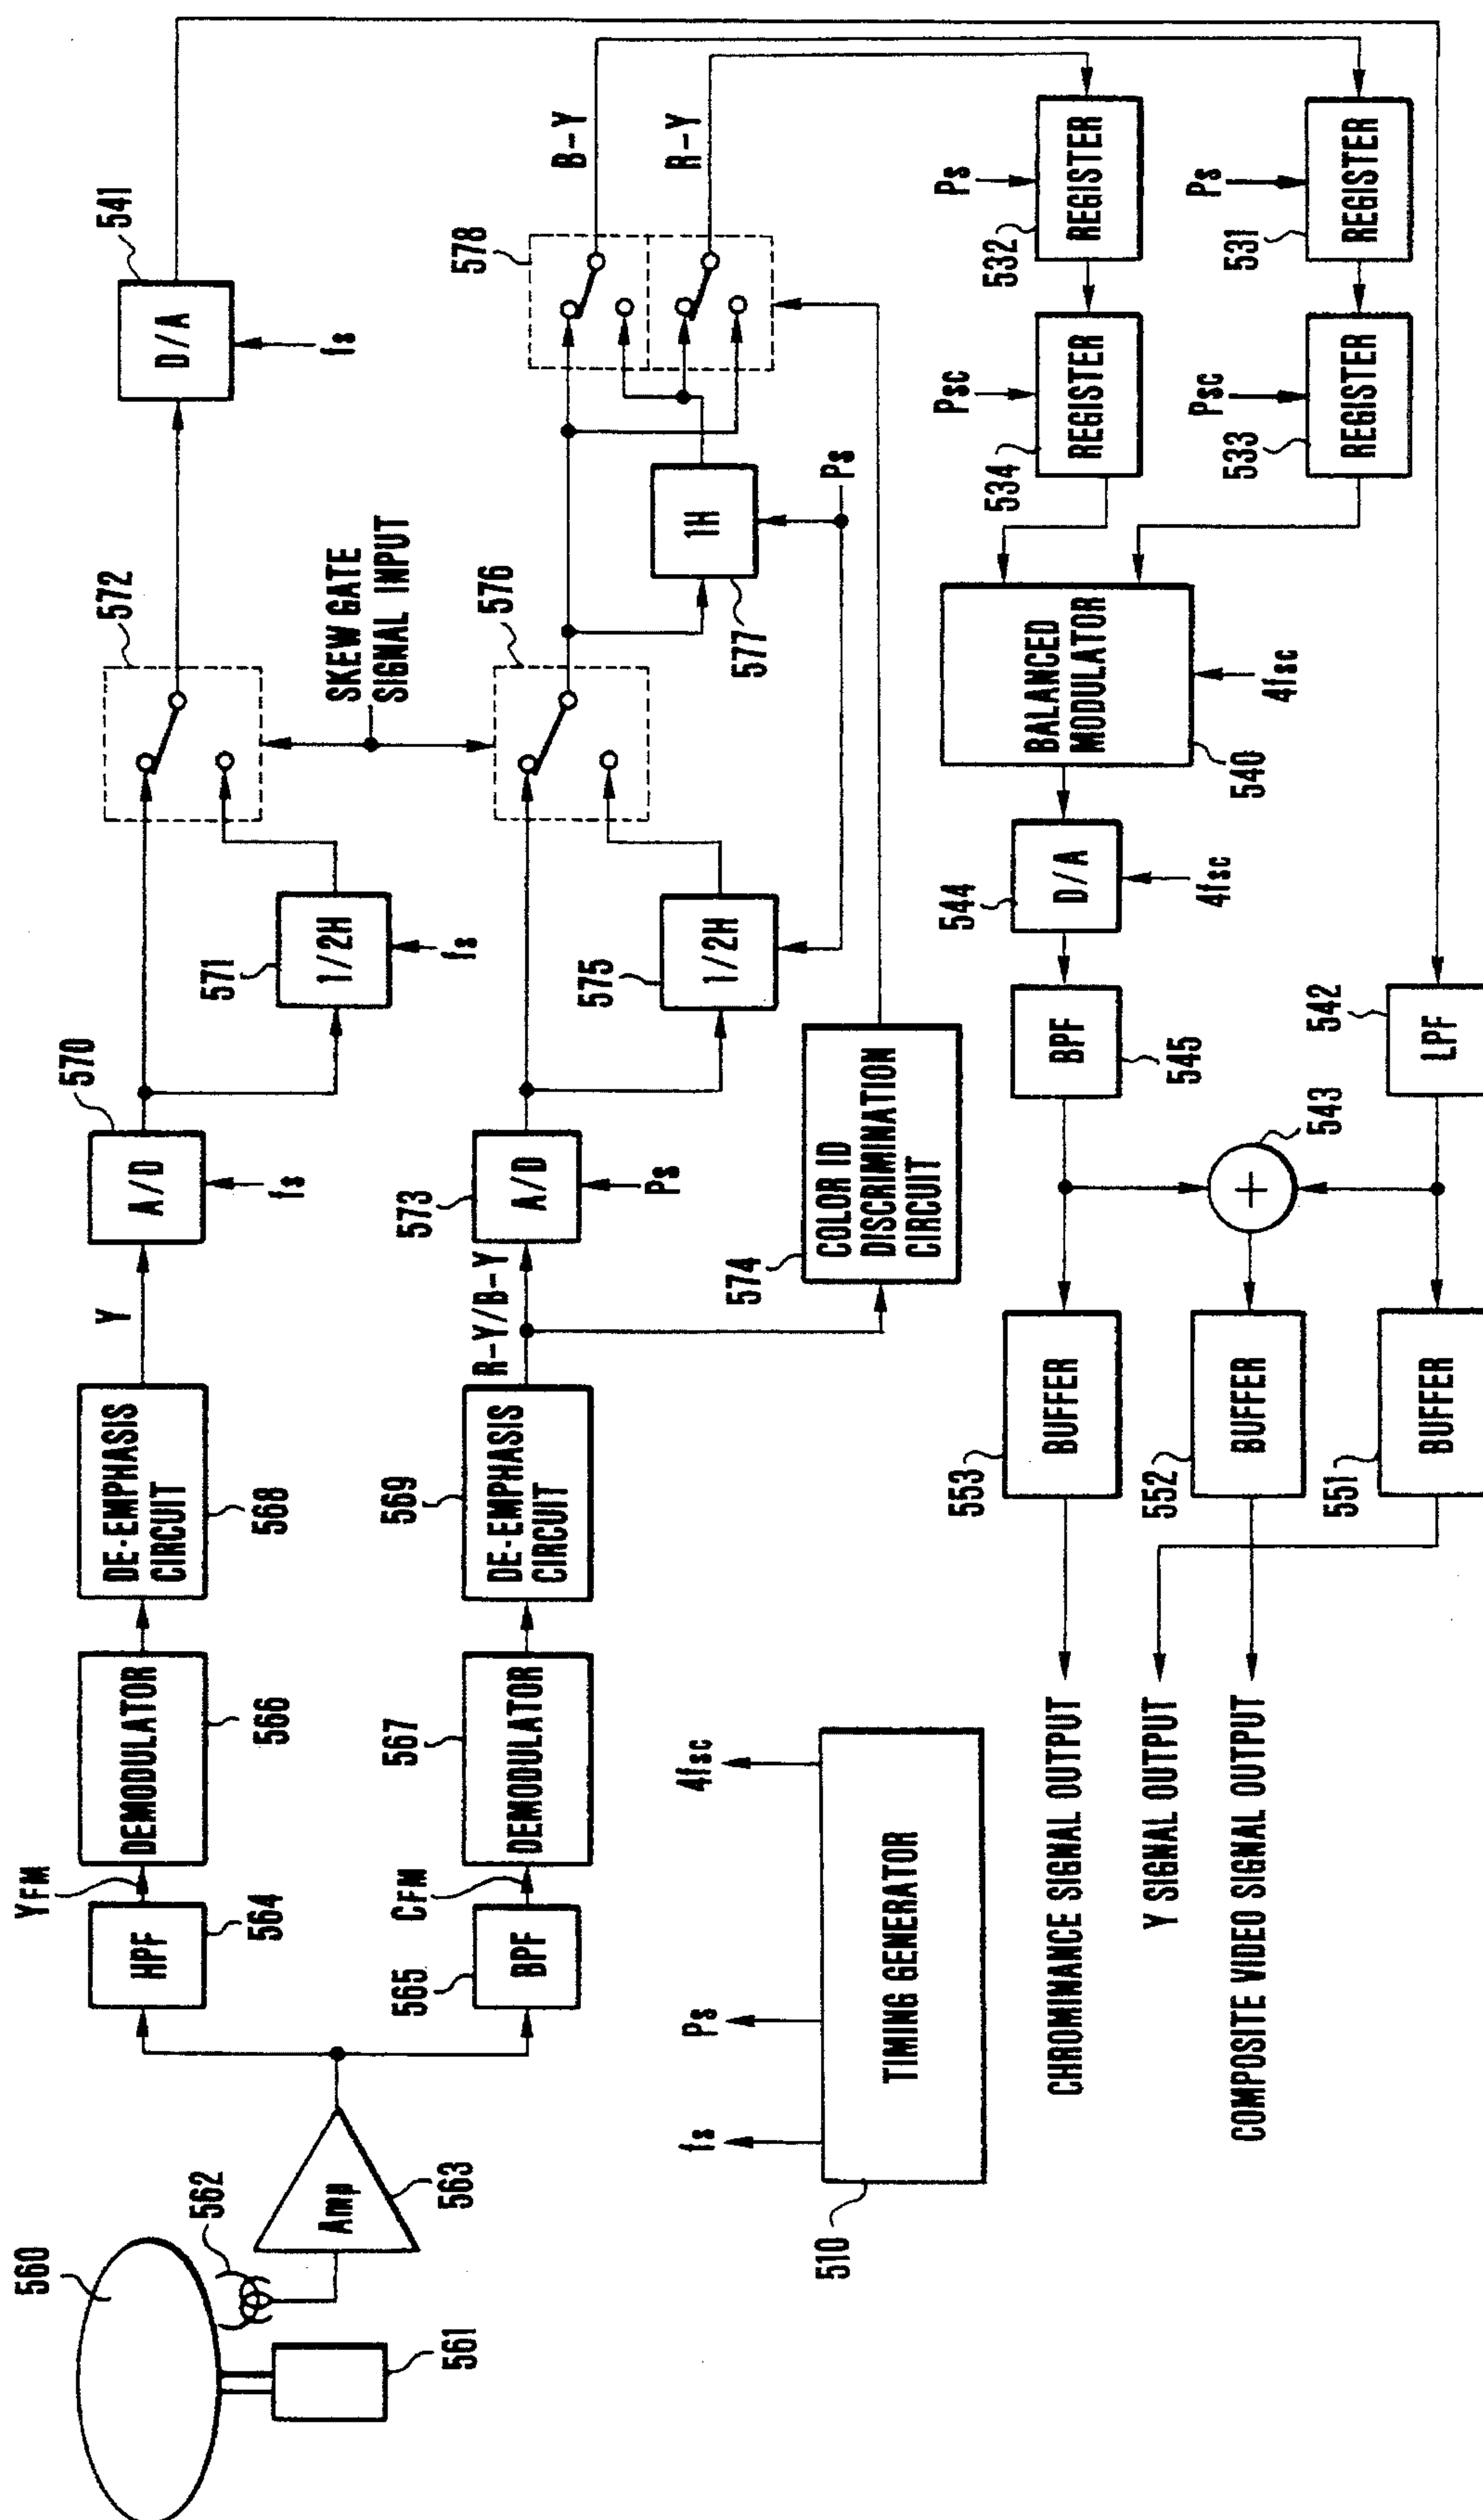 560
561
562
Amp
563
HPF
564
YFM
BPF
565
CFM
DEMODULATOR
566
DEMODULATOR
567
DE-EMPHASIS
CIRCUIT
568
DE-EMPHASIS
CIRCUIT
569
Y
R-Y/B-Y
A/D
570
fs
A/D
573
Ps
COLOR ID
DISCRIMINATION
CIRCUIT
574
1/2H
571
fs
1/2H
575
572
SKEW GATE
SIGNAL INPUT
576
1H
577
Ps
D/A
541
fs
578
B-Y
R-Y
TIMING GENERATOR
510
fs
Ps
4fsc
Ps
REGISTER
532
Ps
REGISTER
531
Psc
REGISTER
534
Psc
REGISTER
533
BALANCED
MODULATOR
540
4fsc
D/A
544
4fsc
BPF
545
LPF
542
+
543
BUFFER
553
BUFFER
552
BUFFER
551
CHROMINANCE SIGNAL OUTPUT
Y SIGNAL OUTPUT
COMPOSITE VIDEO SIGNAL OUTPUT